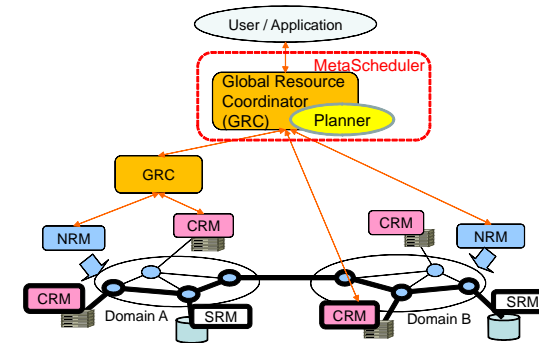 User / Application
MetaScheduler
Global Resource
Coordinator
(GRC)
Planner
GRC
CRM
CRM
NRM
NRM
CRM
Domain A
SRM
CRM
Domain B
SRM